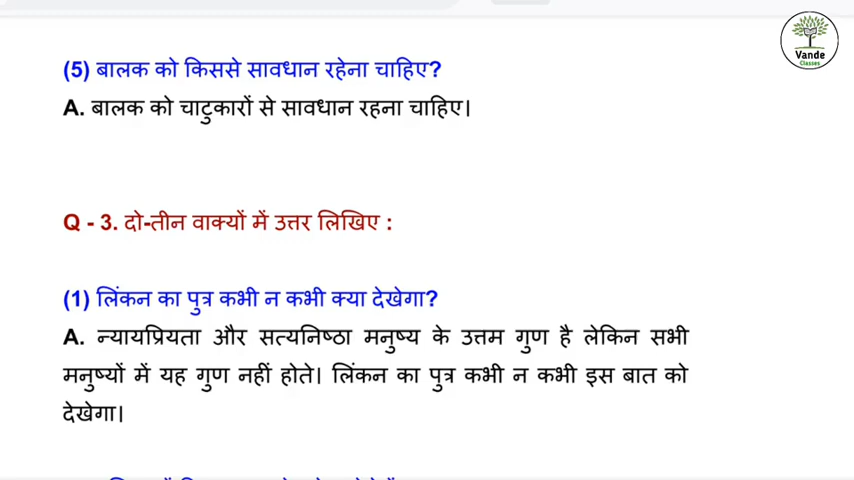 Vande
Classes
(5) बालक को किससे सावधान रहेना चाहिए?
A. बालक को चाटुकारों से सावधान रहना चाहिए।
Q - 3. दो-तीन वाक्यों में उत्तर लिखिए :
(1) लिंकन का पुत्र कभी न कभी क्या देखेगा?
A. न्यायप्रियता और सत्यनिष्ठा मनुष्य के उत्तम गुण है लेकिन सभी
मनुष्यों में यह गुण नहीं होते। लिंकन का पुत्र कभी न कभी इस बात को
देखेगा।